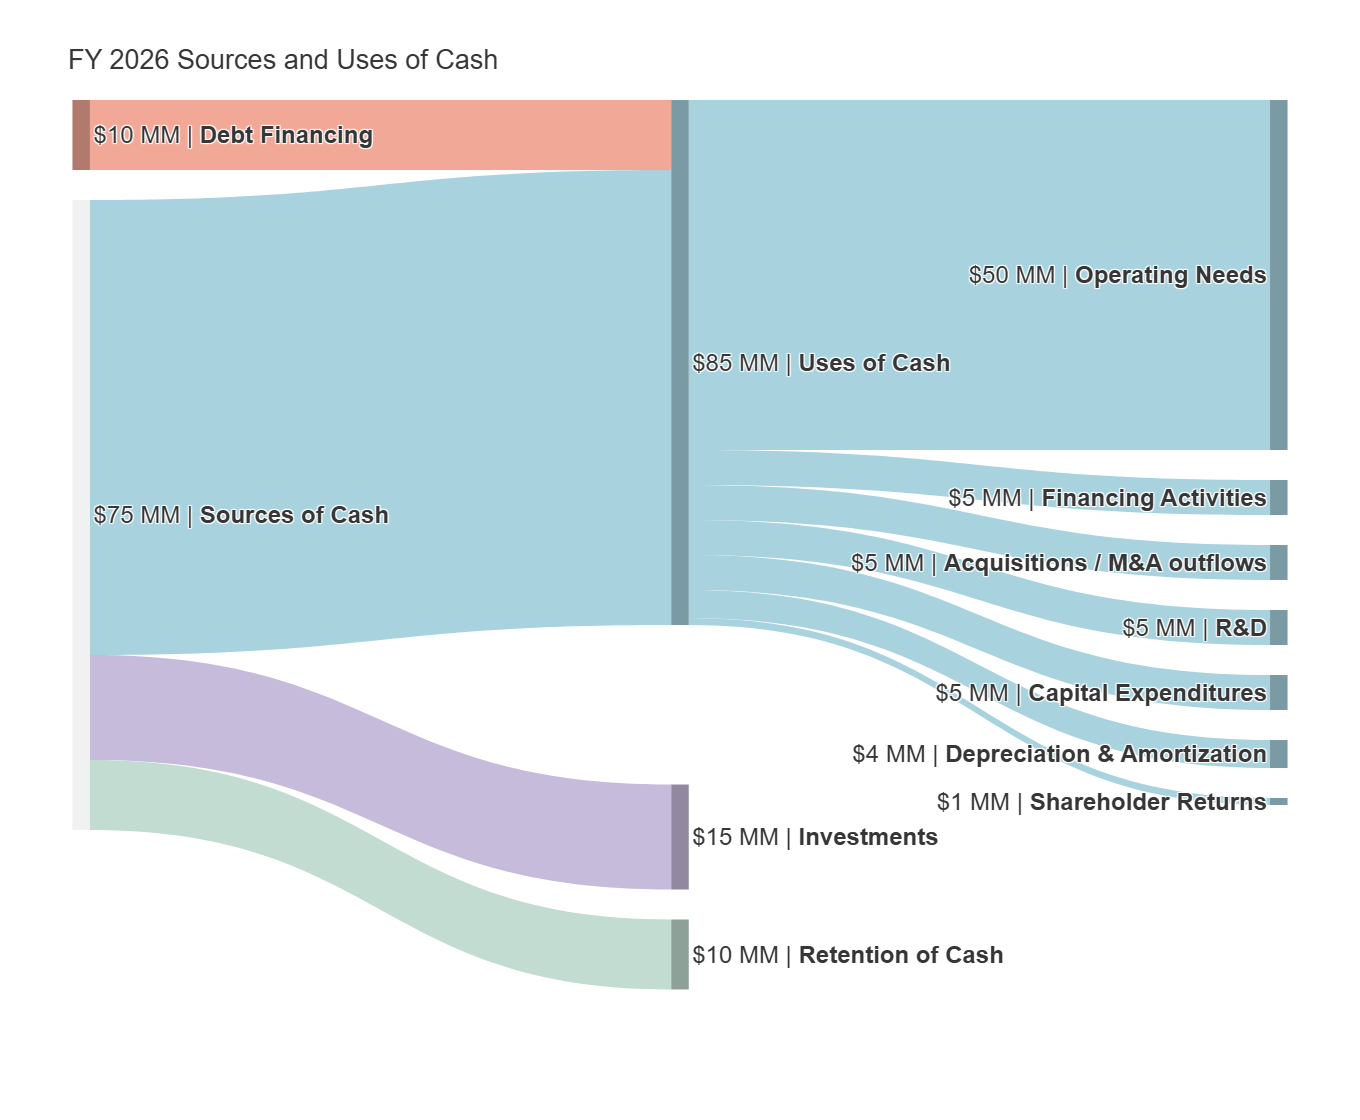 FY 2026 Sources and Uses of Cash
$10 MM | Debt Financing
$75 MM | Sources of Cash
$85 MM | Uses of Cash
$15 MM | Investments
$10 MM | Retention of Cash
$50 MM | Operating Needs
$5 MM | Financing Activities
$5 MM | Acquisitions / M&A outflows
$5 MM | R&D
$5 MM | Capital Expenditures
$4 MM | Depreciation & Amortization
$1 MM | Shareholder Returns